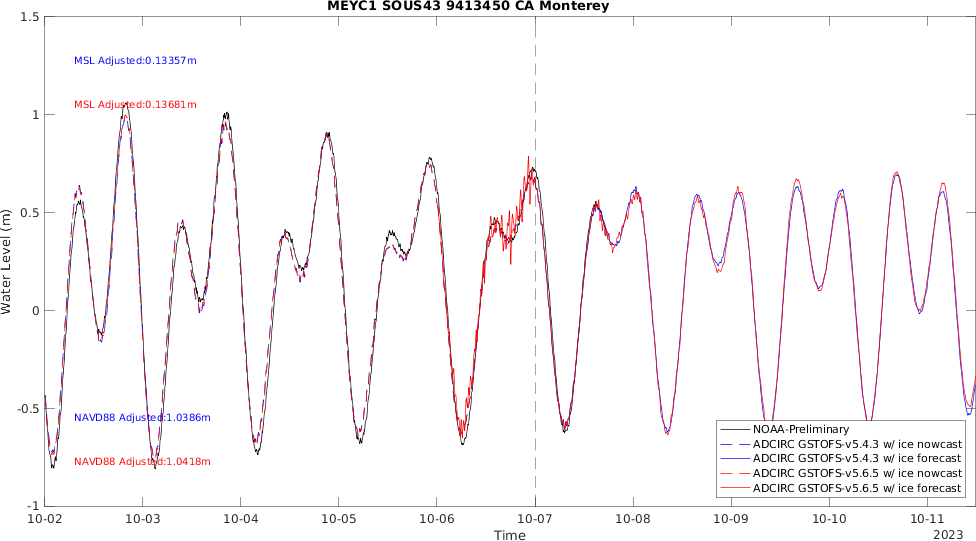 MEYC1 SOUS43 9413450 CA Monterey
1.5
1
0.5
0
-0.5
-1
Water Level (m)
MSL Adjusted:0.13357m
MSL Adjusted:0.13681m
NAVD88 Adjusted:1.0386m
NAVD88 Adjusted:1.0418m
NOAA-Preliminary
ADCIRC GSTOFS-v5.4.3 w/ ice nowcast
ADCIRC GSTOFS-v5.4.3 w/ ice forecast
ADCIRC GSTOFS-v5.6.5 w/ ice nowcast
ADCIRC GSTOFS-v5.6.5 w/ ice forecast
10-02 10-03 10-04 10-05 10-06 10-07 10-08 10-09 10-10 10-11
Time
2023